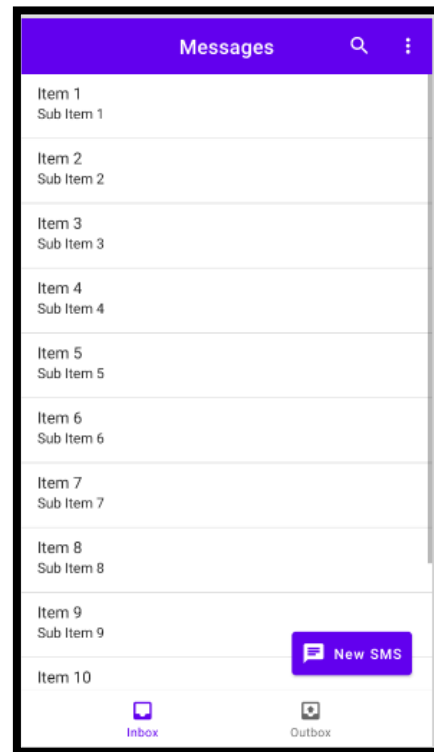 Messages
Item 1
Sub Item 1
Item 2
Sub Item 2
Item 3
Sub Item 3
Item 4
Sub Item 4
Item 5
Sub Item 5
Item 6
Sub Item 6
Item 7
Sub Item 7
Item 8
Sub Item 8
Item 9
Sub Item 9
New SMS
Item 10
Inbox
Outbox